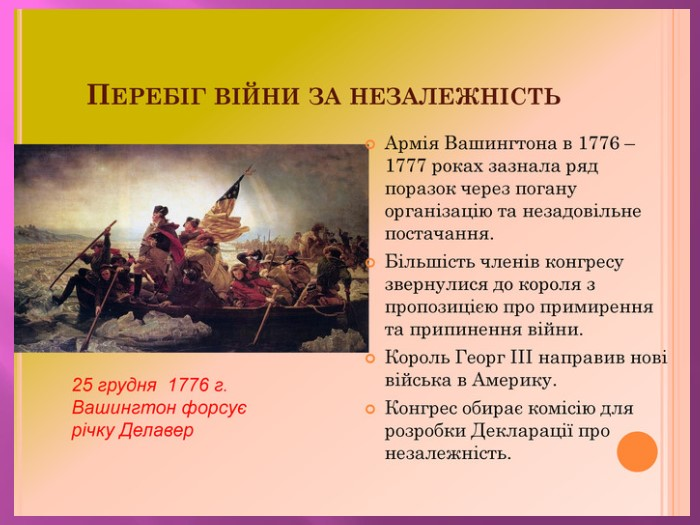 Перебіг війни за незалежність
Армія Вашингтона в 1776 –
1777 роках зазнала ряд
поразок через погану
організацію та незадовільне
постачання.
Більшість членів конгресу
звернулися до короля з
пропозицією про примирення
та припинення війни.
Король Георг III направив нові
війська в Америку.
Конгрес обирає комісію для
розробки Декларації про
незалежність.
25 грудня 1776 г.
Вашингтон форсує
річку Делавер